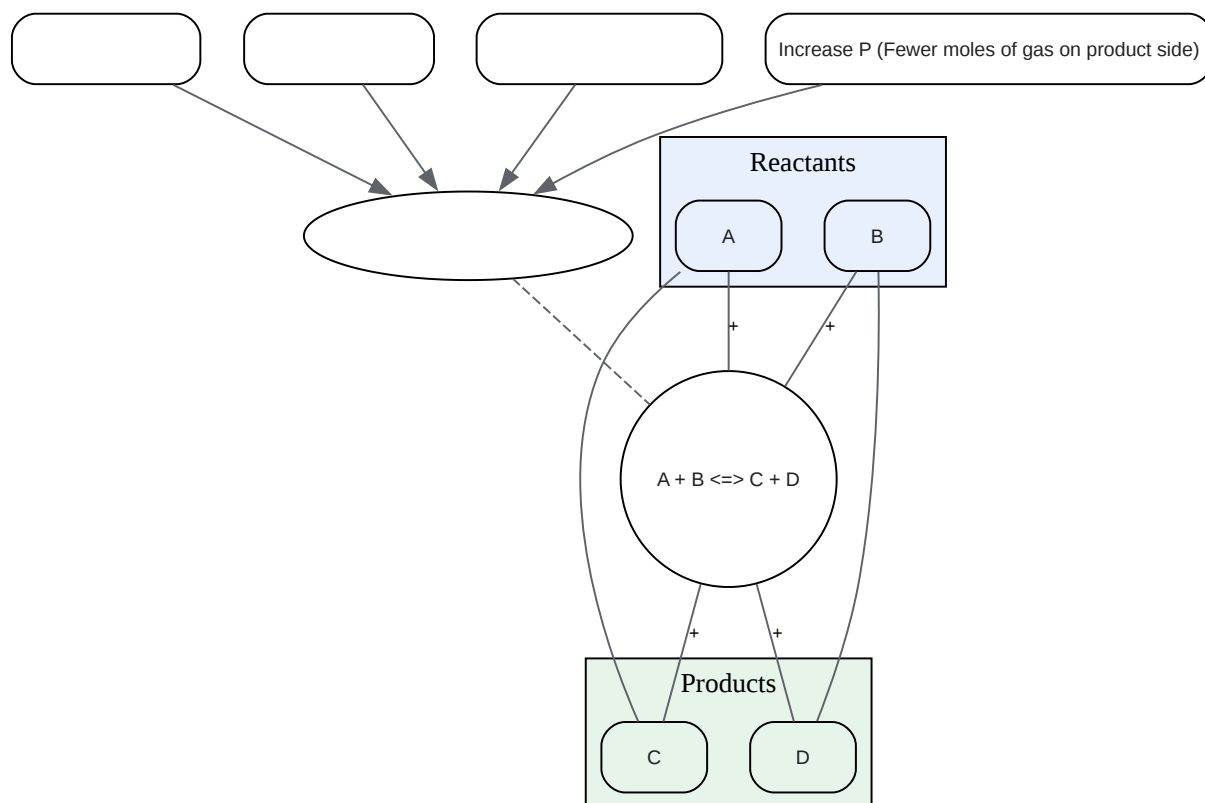 Increase P (Fewer moles of gas on product side)
Reactants
A
B
+
+
A + B <=> C + D
+
+
Products
C
D